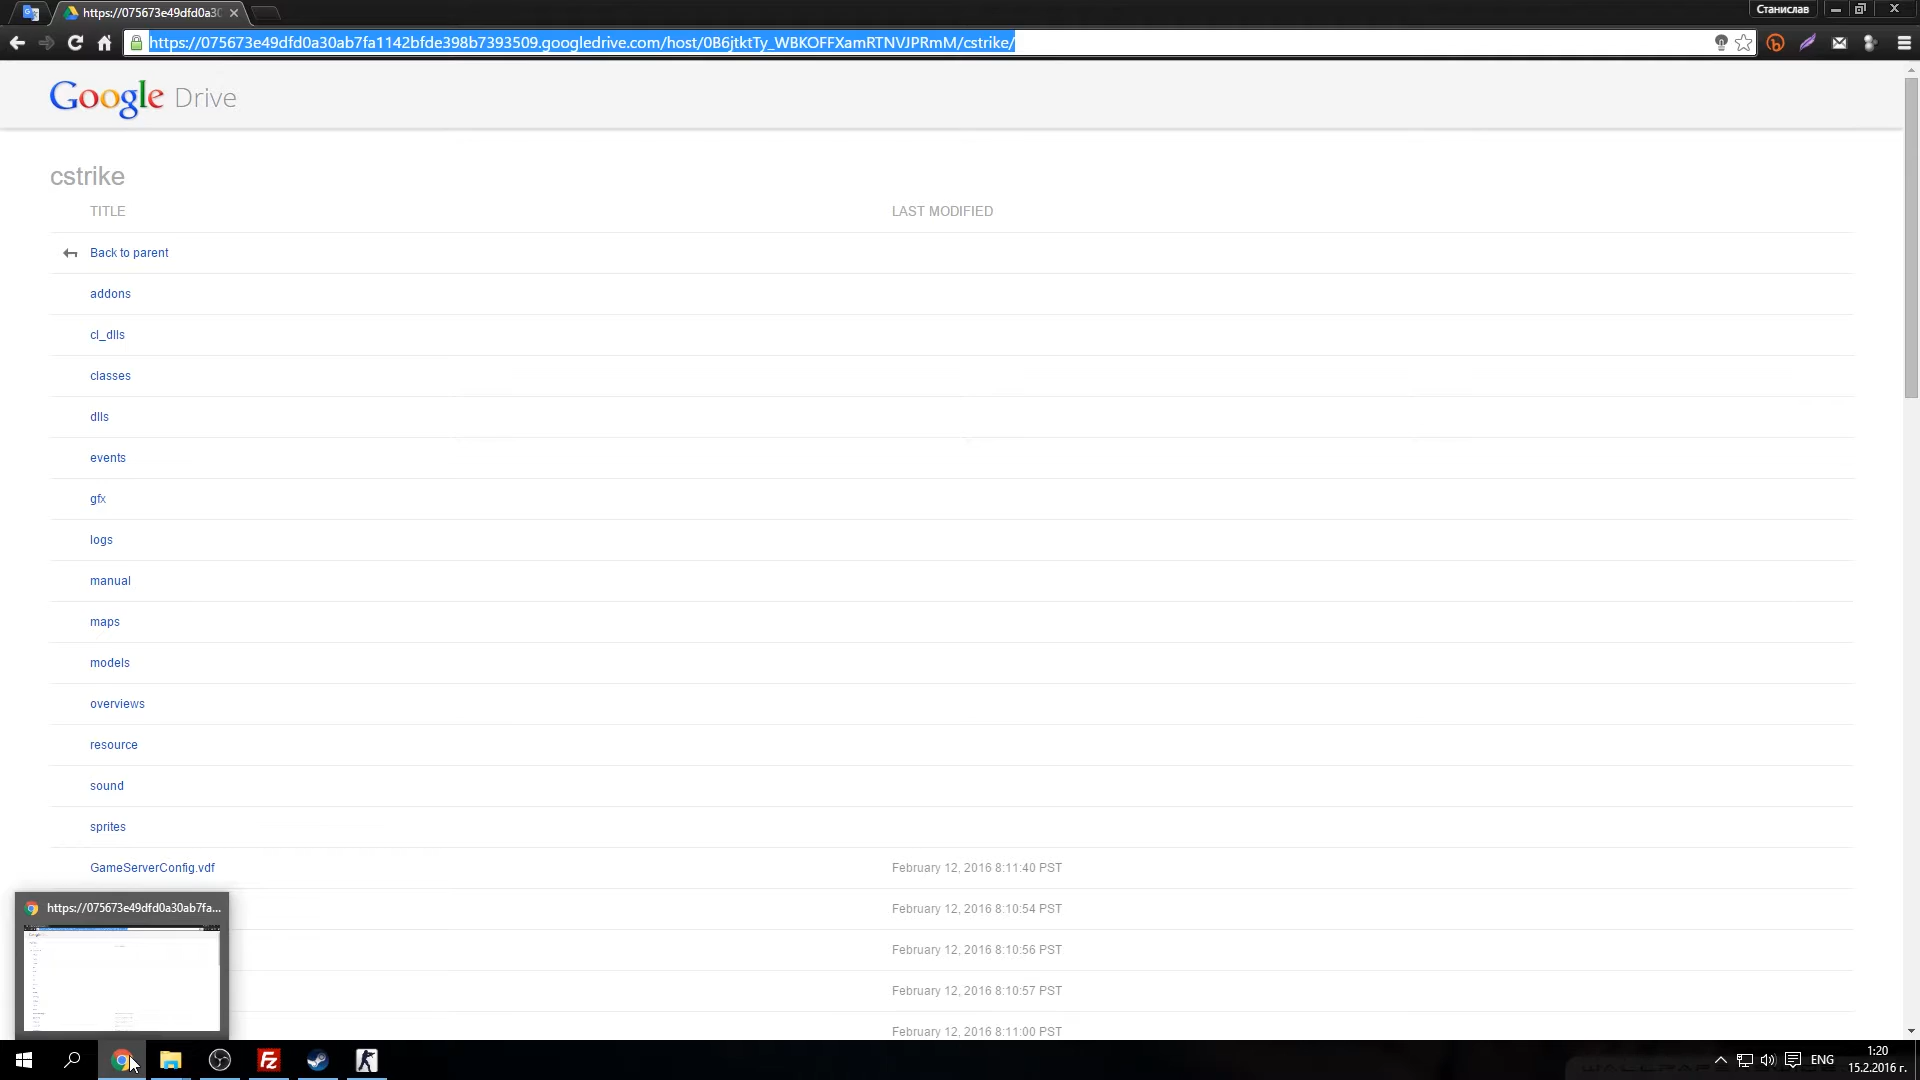 https://075673e49dfd0a30
Станислав
https://075673e49dfd0a30ab7fa1142bfde398b7393509.googledrive.com/host/0B6jtktTy_WBKOFFXamRTNVJPRmM/cstrike/
Google Drive
cstrike
TITLE LAST MODIFIED
Back to parent
addons
cl_dlls
classes
dlls
events
gfx
logs
manual
maps
models
overviews
resource
sound
sprites
GameServerConfig.vdf February 12, 2016 8:11:40 PST
https://075673e49dfd0a30ab7fa...
February 12, 2016 8:10:54 PST
February 12, 2016 8:10:56 PST
February 12, 2016 8:10:57 PST
February 12, 2016 8:11:00 PST
ENG
1:20
15.2.2016 г.